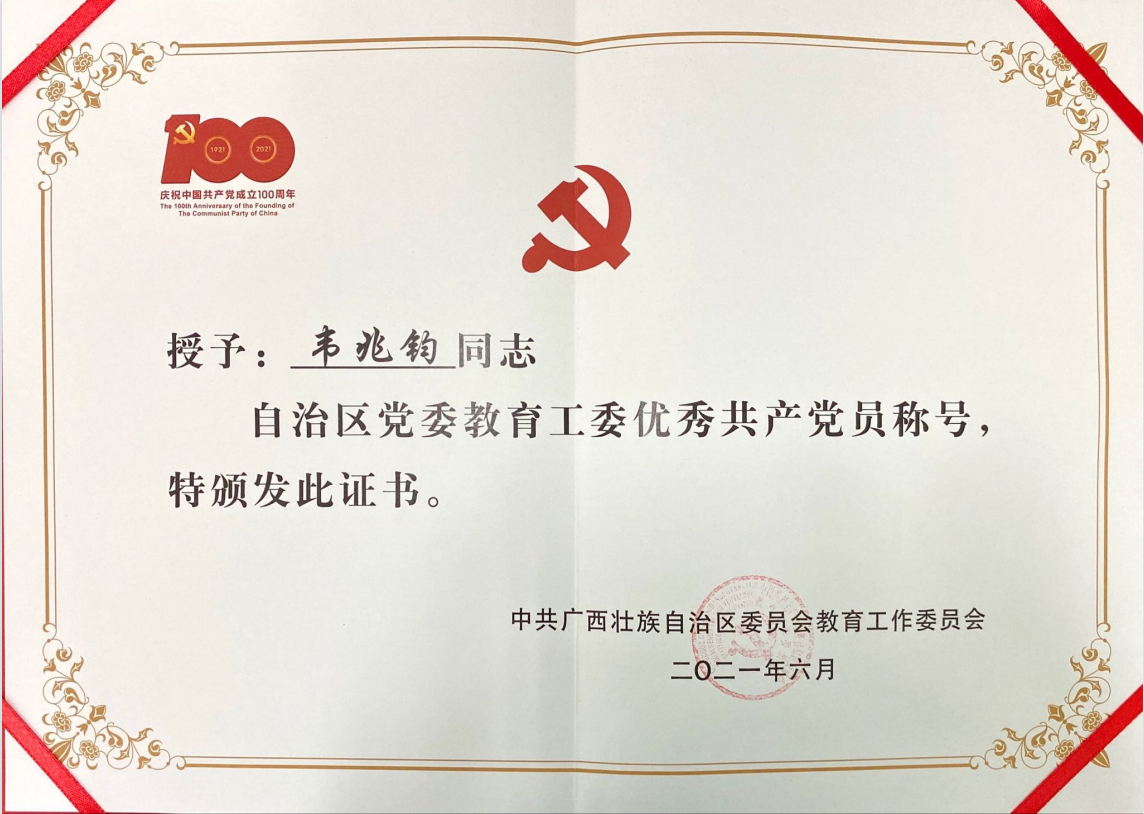 1921 2021
庆祝中国共产党成立100周年
The 100th Anniversary of the Founding of
The Communist Party of China
授予：韦兆钧同志
自治区党委教育工委优秀共产党员称号，
特颁发此证书。
中共广西壮族自治区委员会教育工作委员会
二〇二一年六月